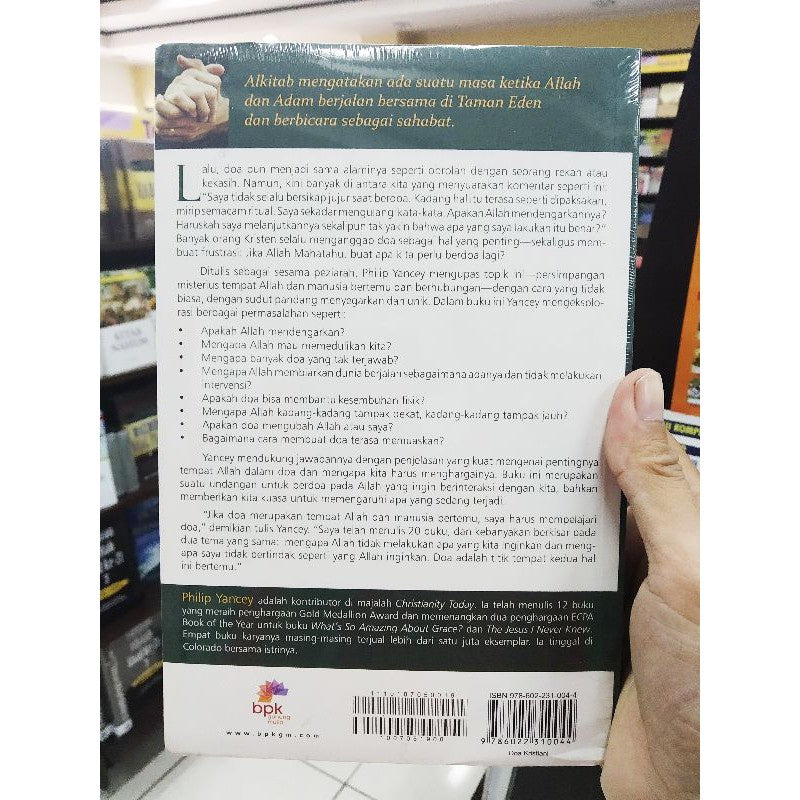 Alkitab mengatakan ada suatu masa ketika Allah
dan Adam berjalan bersama di Taman Eden
dan berbicara sebagai sahabat.
Lalu, doa pun menjadi sama alaminya seperti obrolan dengan seorang rekan atau
kekasih. Namun, kini banyak di antara kita yang menyuarakan komentar seperti ini:
"Saya tidak selalu bersikap jujur saat berdoa. Kadang hal itu terasa seperti dipaksakan,
mirip semacam ritual. Saya sekadar mengulang kata-kata. Apakah Allah mendengarkannya?
Haruskah saya melanjutkannya sekalipun tak yakin bahwa apa yang saya lakukan itu benar?"
Banyak orang Kristen selalu menganggap doa sebagai hal yang penting—sekaligus mem-
buat frustrasi. Jika Allah Mahatahu, buat apa kita perlu berdoa lagi?
Ditulis sebagai sesama peziarah, Philip Yancey mengupas topik ini—persimpangan
misterius tempat Allah dan manusia bertemu dan berhubungan—dengan cara yang tidak
biasa, dengan sudut pandang menyegarkan dan unik. Dalam buku ini Yancey mengeksplo-
rasi berbagai permasalahan seperti:
• Apakah Allah mendengarkan?
• Mengapa Allah mau memedulikan kita?
• Mengapa banyak doa yang tak terjawab?
• Mengapa Allah membiarkan dunia berjalan sebagaimana adanya dan tidak melakukan
intervensi?
• Apakah doa bisa membantu kesembuhan fisik?
• Mengapa Allah kadang-kadang tampak dekat, kadang-kadang tampak jauh?
• Apakah doa mengubah Allah atau saya?
• Bagaimana cara membuat doa terasa memuaskan?
Yancey mendukung jawabannya dengan penjelasan yang kuat mengenai pentingnya
tempat Allah dalam doa dan mengapa kita harus menghargainya. Buku ini merupakan
suatu undangan untuk berdoa pada Allah yang ingin berinteraksi dengan kita, bahkan
memberikan kita kuasa untuk memengaruhi apa yang sedang terjadi.
"Jika doa merupakan tempat Allah dan manusia bertemu, saya harus mempelajari
doa," demikian tulis Yancey. "Saya telah menulis 20 buku, dan kebanyakan berkisar pada
dua tema yang sama: mengapa Allah tidak melakukan apa yang kita inginkan dan meng-
apa saya tidak bertindak seperti yang Allah inginkan. Doa adalah titik tempat kedua hal
ini bertemu."
Philip Yancey adalah kontributor di majalah Christianity Today. Ia telah menulis 12 buku
yang meraih penghargaan Gold Medallion Award dan memenangkan dua penghargaan ECPA
Book of the Year untuk buku What's So Amazing About Grace? dan The Jesus I Never Knew.
Empat buku karyanya masing-masing terjual lebih dari satu juta eksemplar. Ia tinggal di
Colorado bersama istrinya.
bpk
gunung
mulia
www.bpkgm.com
ISBN 978-602-231-004-4
9 786022 310044
Doa Kristiani